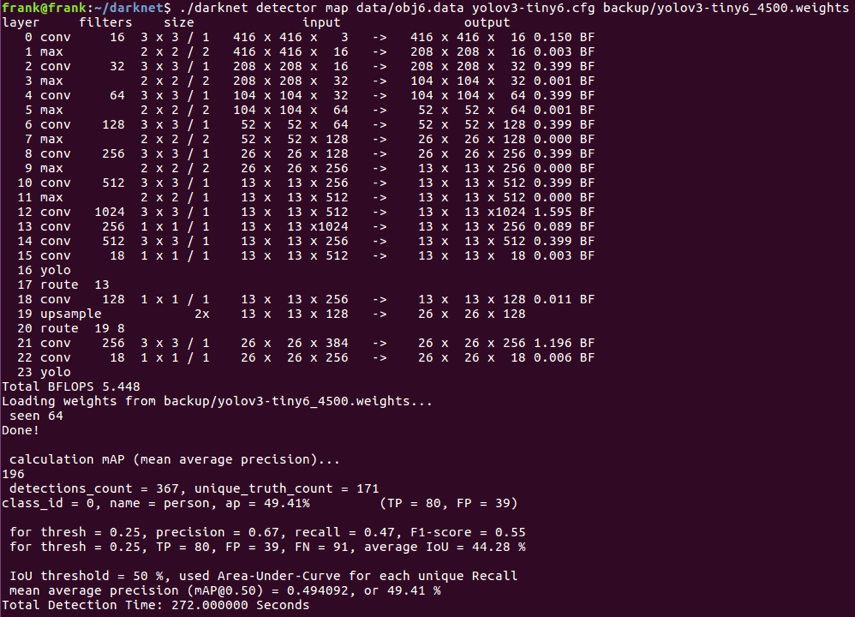 frank@frank:~/darknet$ ./darknet detector map data/obj6.data yolov3-tiny6.cfg backup/yolov3-tiny6_4500.weights
layer     filters    size              input                output
   0 conv     16  3 x 3 / 1   416 x 416 x   3   ->   416 x 416 x  16 0.150 BF
   1 max          2 x 2 / 2   416 x 416 x  16   ->   208 x 208 x  16 0.003 BF
   2 conv     32  3 x 3 / 1   208 x 208 x  16   ->   208 x 208 x  32 0.399 BF
   3 max          2 x 2 / 2   208 x 208 x  32   ->   104 x 104 x  32 0.001 BF
   4 conv     64  3 x 3 / 1   104 x 104 x  32   ->   104 x 104 x  64 0.399 BF
   5 max          2 x 2 / 2   104 x 104 x  64   ->    52 x  52 x  64 0.001 BF
   6 conv    128  3 x 3 / 1    52 x  52 x  64   ->    52 x  52 x 128 0.399 BF
   7 max          2 x 2 / 2    52 x  52 x 128   ->    26 x  26 x 128 0.000 BF
   8 conv    256  3 x 3 / 1    26 x  26 x 128   ->    26 x  26 x 256 0.399 BF
   9 max          2 x 2 / 2    26 x  26 x 256   ->    13 x  13 x 256 0.000 BF
  10 conv    512  3 x 3 / 1    13 x  13 x 256   ->    13 x  13 x 512 0.399 BF
  11 max          2 x 2 / 1    13 x  13 x 512   ->    13 x  13 x 512 0.000 BF
  12 conv   1024  3 x 3 / 1    13 x  13 x 512   ->    13 x  13 x1024 1.595 BF
  13 conv    256  1 x 1 / 1    13 x  13 x1024   ->    13 x  13 x 256 0.089 BF
  14 conv    512  3 x 3 / 1    13 x  13 x 256   ->    13 x  13 x 512 0.399 BF
  15 conv     18  1 x 1 / 1    13 x  13 x 512   ->    13 x  13 x  18 0.003 BF
  16 yolo
  17 route  13
  18 conv    128  1 x 1 / 1    13 x  13 x 256   ->    13 x  13 x 128 0.011 BF
  19 upsample            2x    13 x  13 x 128   ->    26 x  26 x 128
  20 route  19 8
  21 conv    256  3 x 3 / 1    26 x  26 x 384   ->    26 x  26 x 256 1.196 BF
  22 conv     18  1 x 1 / 1    26 x  26 x 256   ->    26 x  26 x  18 0.006 BF
  23 yolo
Total BFLOPS 5.448
Loading weights from backup/yolov3-tiny6_4500.weights...
 seen 64
Done!
 calculation mAP (mean average precision)...
196
 detections_count = 367, unique_truth_count = 171
class_id = 0, name = person, ap = 49.41%         (TP = 80, FP = 39)
 for thresh = 0.25, precision = 0.67, recall = 0.47, F1-score = 0.55
 for thresh = 0.25, TP = 80, FP = 39, FN = 91, average IoU = 44.28 %
 IoU threshold = 50 %, used Area-Under-Curve for each unique Recall
 mean average precision (mAP@0.50) = 0.494092, or 49.41 %
Total Detection Time: 272.000000 Seconds